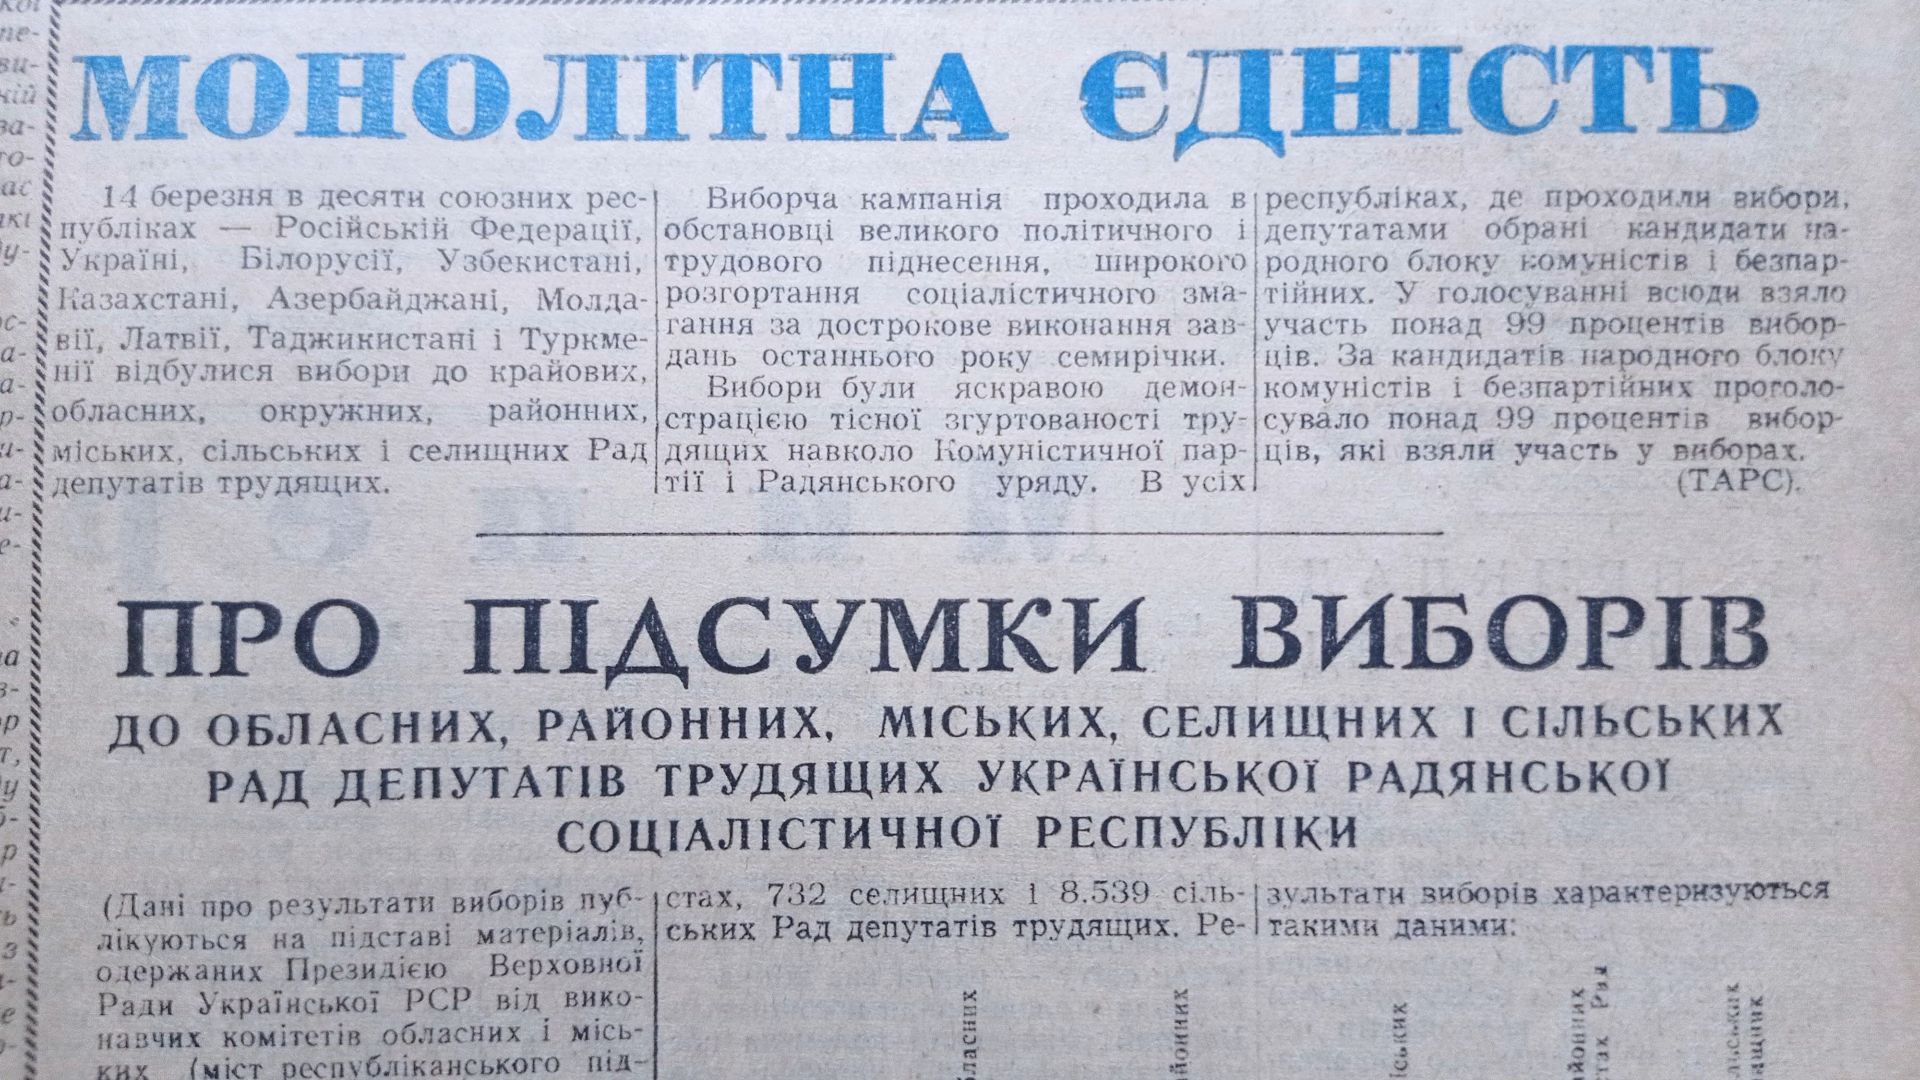 МОНОЛІТНА ЄДНІСТЬ
14 березня в десяти союзних рес-
публіках — Російській Федерації,
Україні, Білорусії, Узбекистані,
Казахстані, Азербайджані, Молда-
вії, Латвії, Таджикистані і Туркме-
нії відбулися вибори до крайових,
обласних, окружних, районних,
міських, сільських і селищних Рад
депутатів трудящих.
Виборча кампанія проходила в
обстановці великого політичного і
трудового піднесення, широкого
розгортання соціалістичного зма-
гання за дострокове виконання зав-
дань останнього року семирічки.
Вибори були яскравою демон-
страцією тісної згуртованості тру-
дящих навколо Комуністичної пар-
тії і Радянського уряду. В усіх
республіках, де проходили вибори,
депутатами обрані кандидати на-
родного блоку комуністів і безпар-
тійних. У голосуванні всюди взяло
участь понад 99 процентів вибор-
ців. За кандидатів народного блоку
комуністів і безпартійних проголо-
сувало понад 99 процентів вибор-
ців, які взяли участь у виборах.
(ТАРС).
ПРО ПІДСУМКИ ВИБОРІВ
ДО ОБЛАСНИХ, РАЙОННИХ, МІСЬКИХ, СЕЛИЩНИХ І СІЛЬСЬКИХ
РАД ДЕПУТАТІВ ТРУДЯЩИХ УКРАЇНСЬКОЇ РАДЯНСЬКОЇ
СОЦІАЛІСТИЧНОЇ РЕСПУБЛІКИ
(Дані про результати виборів пуб-
лікуються на підставі матеріалів,
одержаних Президією Верховної
Ради Української РСР від вико-
навчих комітетів обласних і місь-
ких (міст республіканського під-
стах, 732 селищних і 8.539 сіль-
ських Рад депутатів трудящих. Ре-
зультати виборів характеризуються
такими даними: